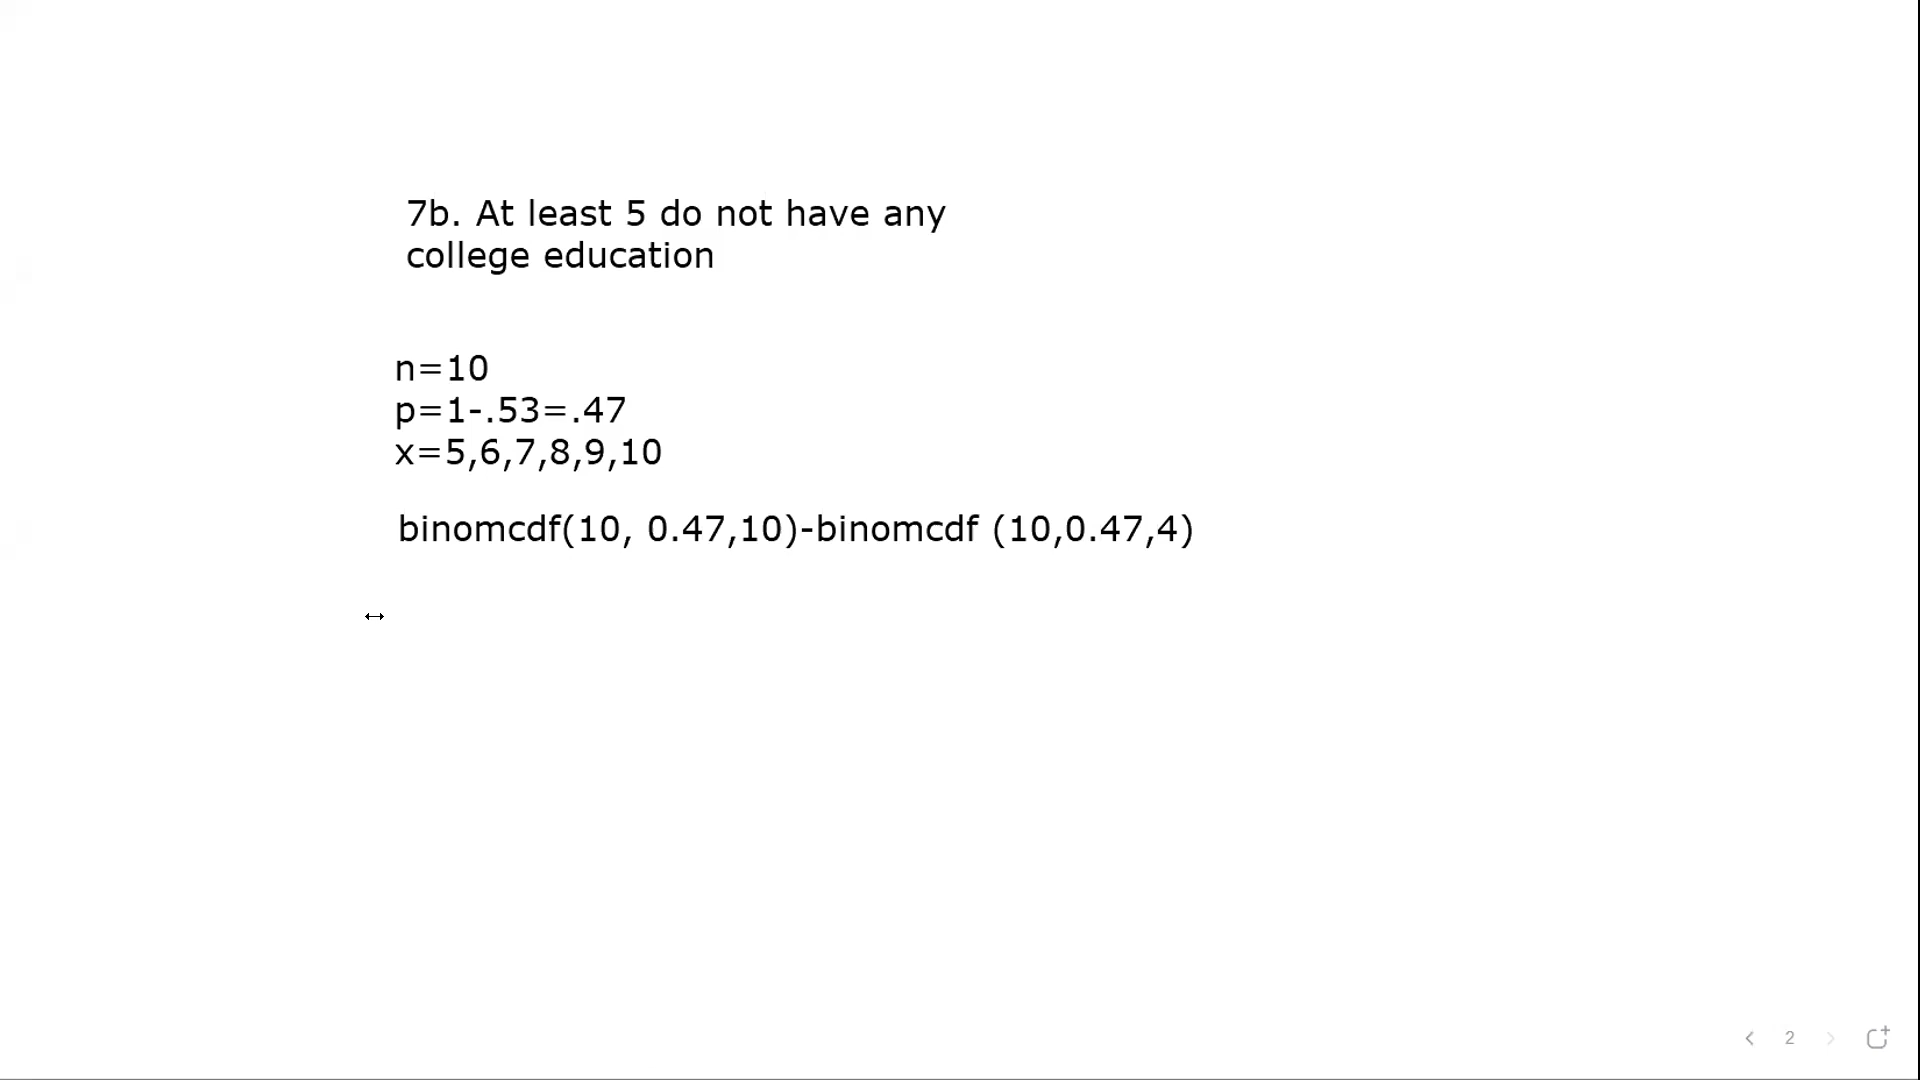 7b. At least 5 do not have any
college education
n=10
p=1-.53=.47
x=5,6,7,8,9,10
binomcdf(10, 0.47,10)-binomcdf (10,0.47,4)
2